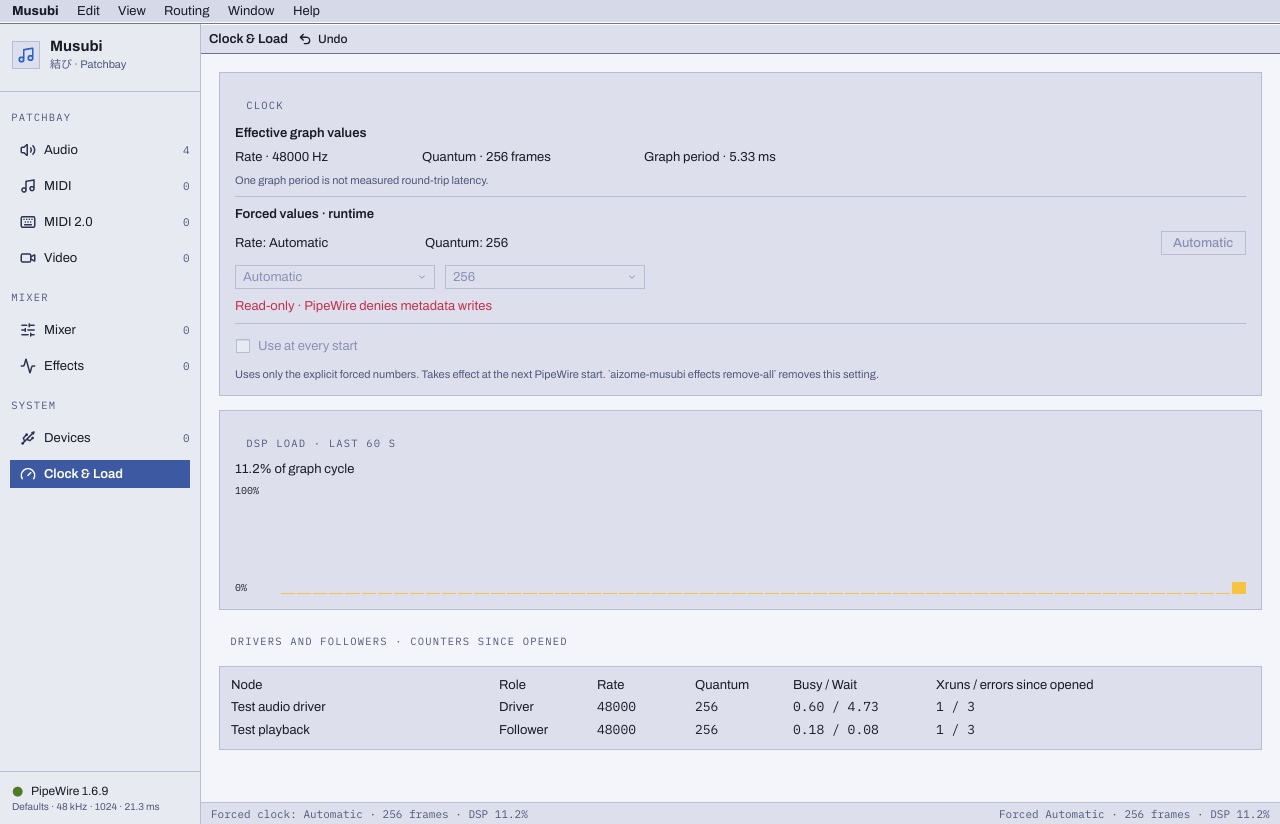 Musubi Edit View Routing Window Help
Musubi
結び · Patchbay
Clock & Load Undo
PATCHBAY
Audio 4
MIDI 0
MIDI 2.0 0
Video 0
MIXER
Mixer 0
Effects 0
SYSTEM
Devices 0
Clock & Load
PipeWire 1.6.9
Defaults · 48 kHz · 1024 · 21.3 ms
CLOCK
Effective graph values
Rate · 48000 Hz Quantum · 256 frames Graph period · 5.33 ms
One graph period is not measured round-trip latency.
Forced values · runtime
Rate: Automatic Quantum: 256 Automatic
Automatic 256
Read-only · PipeWire denies metadata writes
Use at every start
Uses only the explicit forced numbers. Takes effect at the next PipeWire start. `aizome-musubi effects remove-all` removes this setting.
DSP LOAD · LAST 60 S
11.2% of graph cycle
100%
0%
DRIVERS AND FOLLOWERS · COUNTERS SINCE OPENED
Node Role Rate Quantum Busy / Wait Xruns / errors since opened
Test audio driver Driver 48000 256 0.60 / 4.73 1 / 3
Test playback Follower 48000 256 0.18 / 0.08 1 / 3
Forced clock: Automatic · 256 frames · DSP 11.2% Forced Automatic · 256 frames · DSP 11.2%